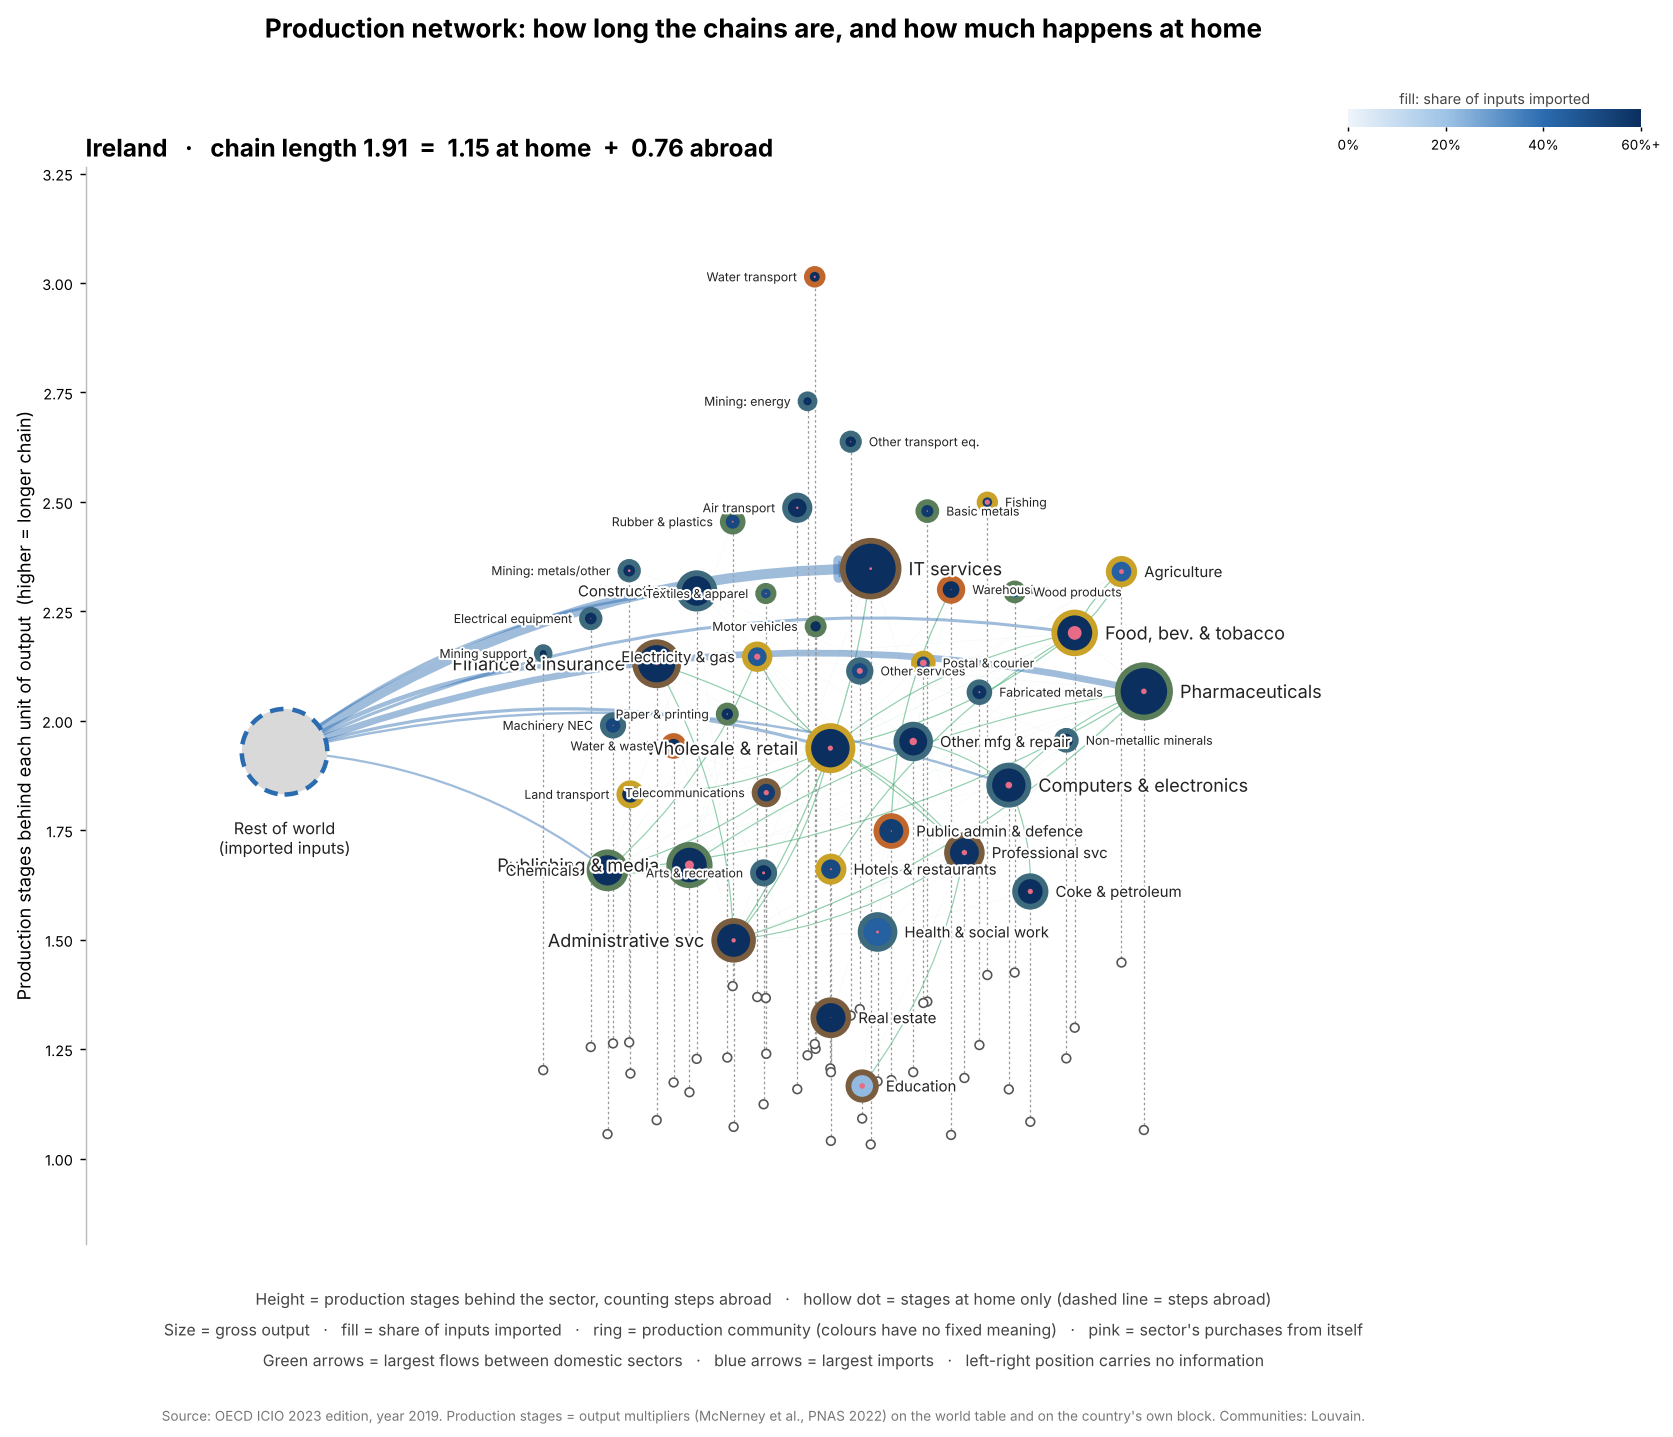 Production network: how long the chains are, and how much happens at home
fill: share of inputs imported
0% 20% 40% 60%+
Ireland · chain length 1.91 = 1.15 at home + 0.76 abroad
Production stages behind each unit of output (higher = longer chain)
3.25
3.00
2.75
2.50
2.25
2.00
1.75
1.50
1.25
1.00
Water transport
Mining: energy
Other transport eq.
Fishing
Air transport
Basic metals
Rubber & plastics
IT services
Mining: metals/other
Agriculture
Textiles & apparel
Wood products
Electrical equipment
Motor vehicles
Food, bev. & tobacco
Mining support
Finance & insurance
Electricity & gas
Postal & courier
Other services
Pharmaceuticals
Fabricated metals
Paper & printing
Machinery NEC
Water & waste
Wholesale & retail
Other mfg & repair
Non-metallic minerals
Computers & electronics
Land transport
Telecommunications
Rest of world
(imported inputs)
Public admin & defence
Professional svc
Publishing & media
Chemicals
Arts & recreation
Hotels & restaurants
Coke & petroleum
Health & social work
Administrative svc
Real estate
Education
Height = production stages behind the sector, counting steps abroad · hollow dot = stages at home only (dashed line = steps abroad)
Size = gross output · fill = share of inputs imported · ring = production community (colours have no fixed meaning) · pink = sector's purchases from itself
Green arrows = largest flows between domestic sectors · blue arrows = largest imports · left-right position carries no information
Source: OECD ICIO 2023 edition, year 2019. Production stages = output multipliers (McNerney et al., PNAS 2022) on the world table and on the country's own block. Communities: Louvain.